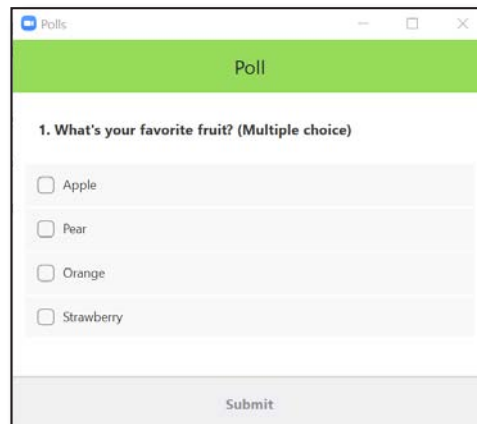 Polls
Poll
1. What's your favorite fruit? (Multiple choice)
Apple
Pear
Orange
Strawberry
Submit